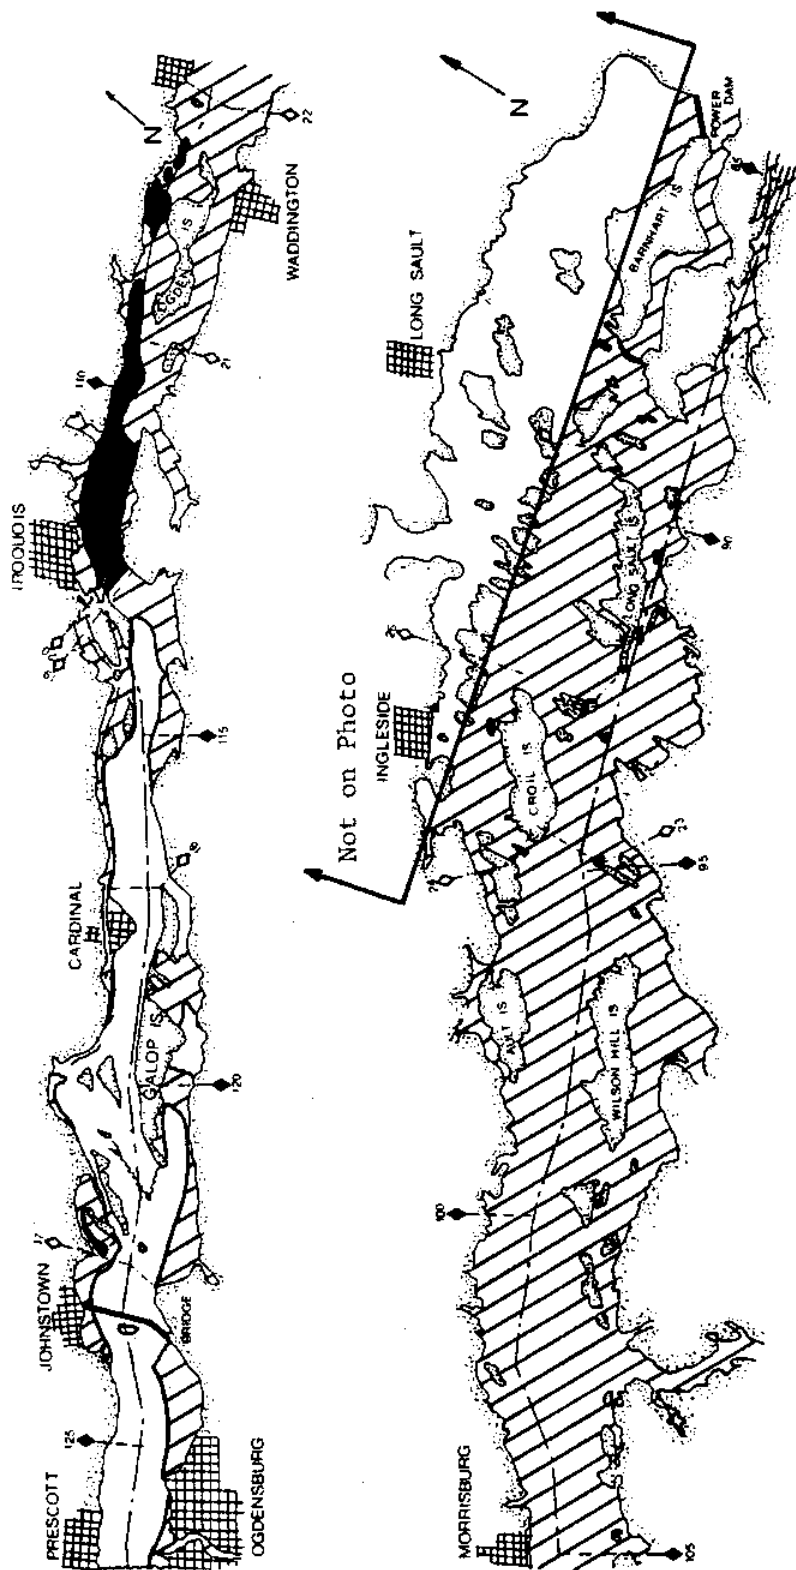 PRESCOTT
OGDENSBURG
125
JOHNSTOWN
BRIDGE
17
120
GALOP IS
CARDINAL
115
IROQUOIS
110
21
OGDEN IS
WADDINGTON
22
N
MORRISBURG
105
100
WILSON HILL IS
AULT IS
95
23
CROIL IS
INGLESIDE
Not on Photo
LONG SAULT IS
90
LONG SAULT
BARNHART IS
85
POWER DAM
N